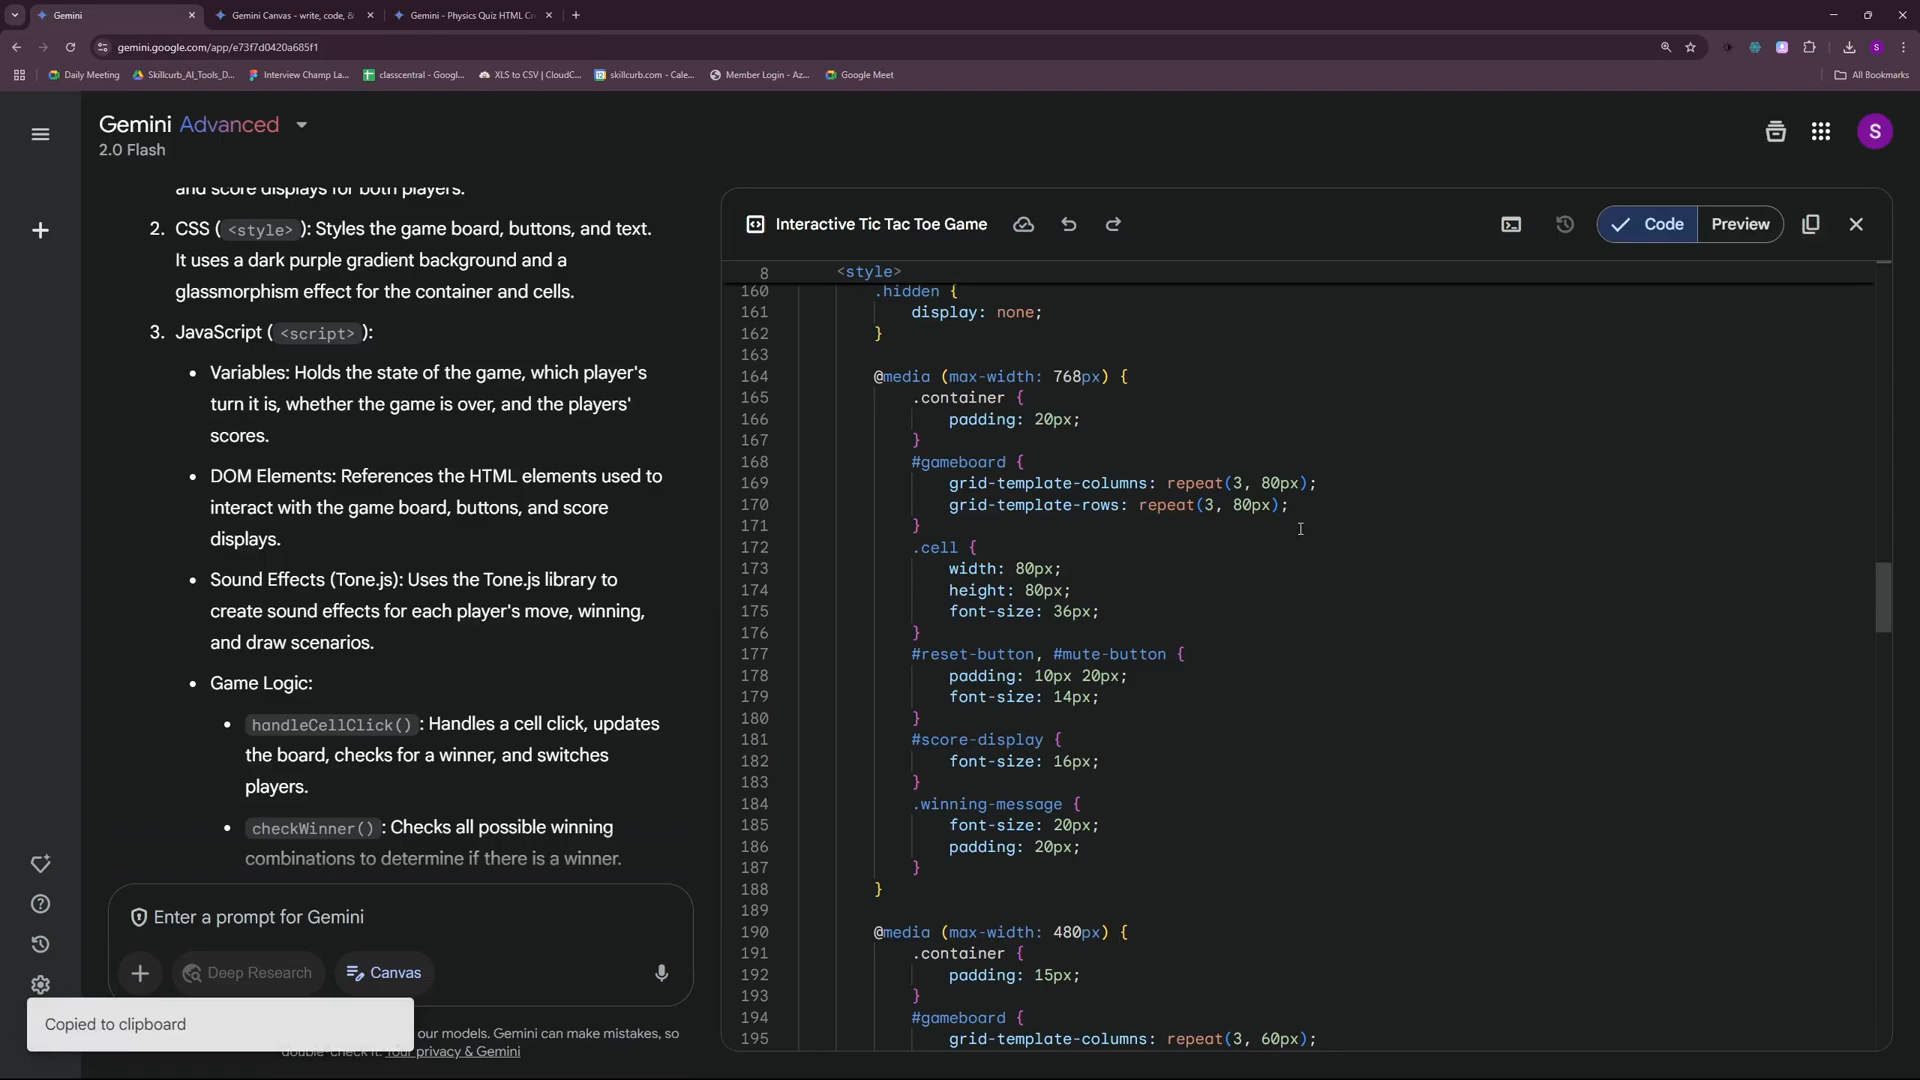 Gemini
Gemini Canvas - write, code, &
Gemini - Physics Quiz HTML Cr
gemini.google.com/app/e73f7d0420a685f1
Daily Meeting
Skillcurb_AI_Tools_D...
Interview Champ La...
classcentral - Googl...
XLS to CSV | CloudC...
skillcurb.com - Cale...
Member Login - Az...
Google Meet
All Bookmarks
Gemini Advanced
2.0 Flash
S
and score displays for both players.
2. CSS ( <style> ): Styles the game board, buttons, and text.
It uses a dark purple gradient background and a
glassmorphism effect for the container and cells.
3. JavaScript ( <script> ):
• Variables: Holds the state of the game, which player's
turn it is, whether the game is over, and the players'
scores.
• DOM Elements: References the HTML elements used to
interact with the game board, buttons, and score
displays.
• Sound Effects (Tone.js): Uses the Tone.js library to
create sound effects for each player's move, winning,
and draw scenarios.
• Game Logic:
• handleCellClick() : Handles a cell click, updates
the board, checks for a winner, and switches
players.
• checkWinner() : Checks all possible winning
combinations to determine if there is a winner.
Enter a prompt for Gemini
Deep Research
Canvas
Copied to clipboard
our models. Gemini can make mistakes, so
double-check it. Your privacy & Gemini
Interactive Tic Tac Toe Game
Code
Preview
8 <style>
160 .hidden {
161 display: none;
162 }
163
164 @media (max-width: 768px) {
165 .container {
166 padding: 20px;
167 }
168 #gameboard {
169 grid-template-columns: repeat(3, 80px);
170 grid-template-rows: repeat(3, 80px);
171 }
172 .cell {
173 width: 80px;
174 height: 80px;
175 font-size: 36px;
176 }
177 #reset-button, #mute-button {
178 padding: 10px 20px;
179 font-size: 14px;
180 }
181 #score-display {
182 font-size: 16px;
183 }
184 .winning-message {
185 font-size: 20px;
186 padding: 20px;
187 }
188 }
189
190 @media (max-width: 480px) {
191 .container {
192 padding: 15px;
193 }
194 #gameboard {
195 grid-template-columns: repeat(3, 60px);